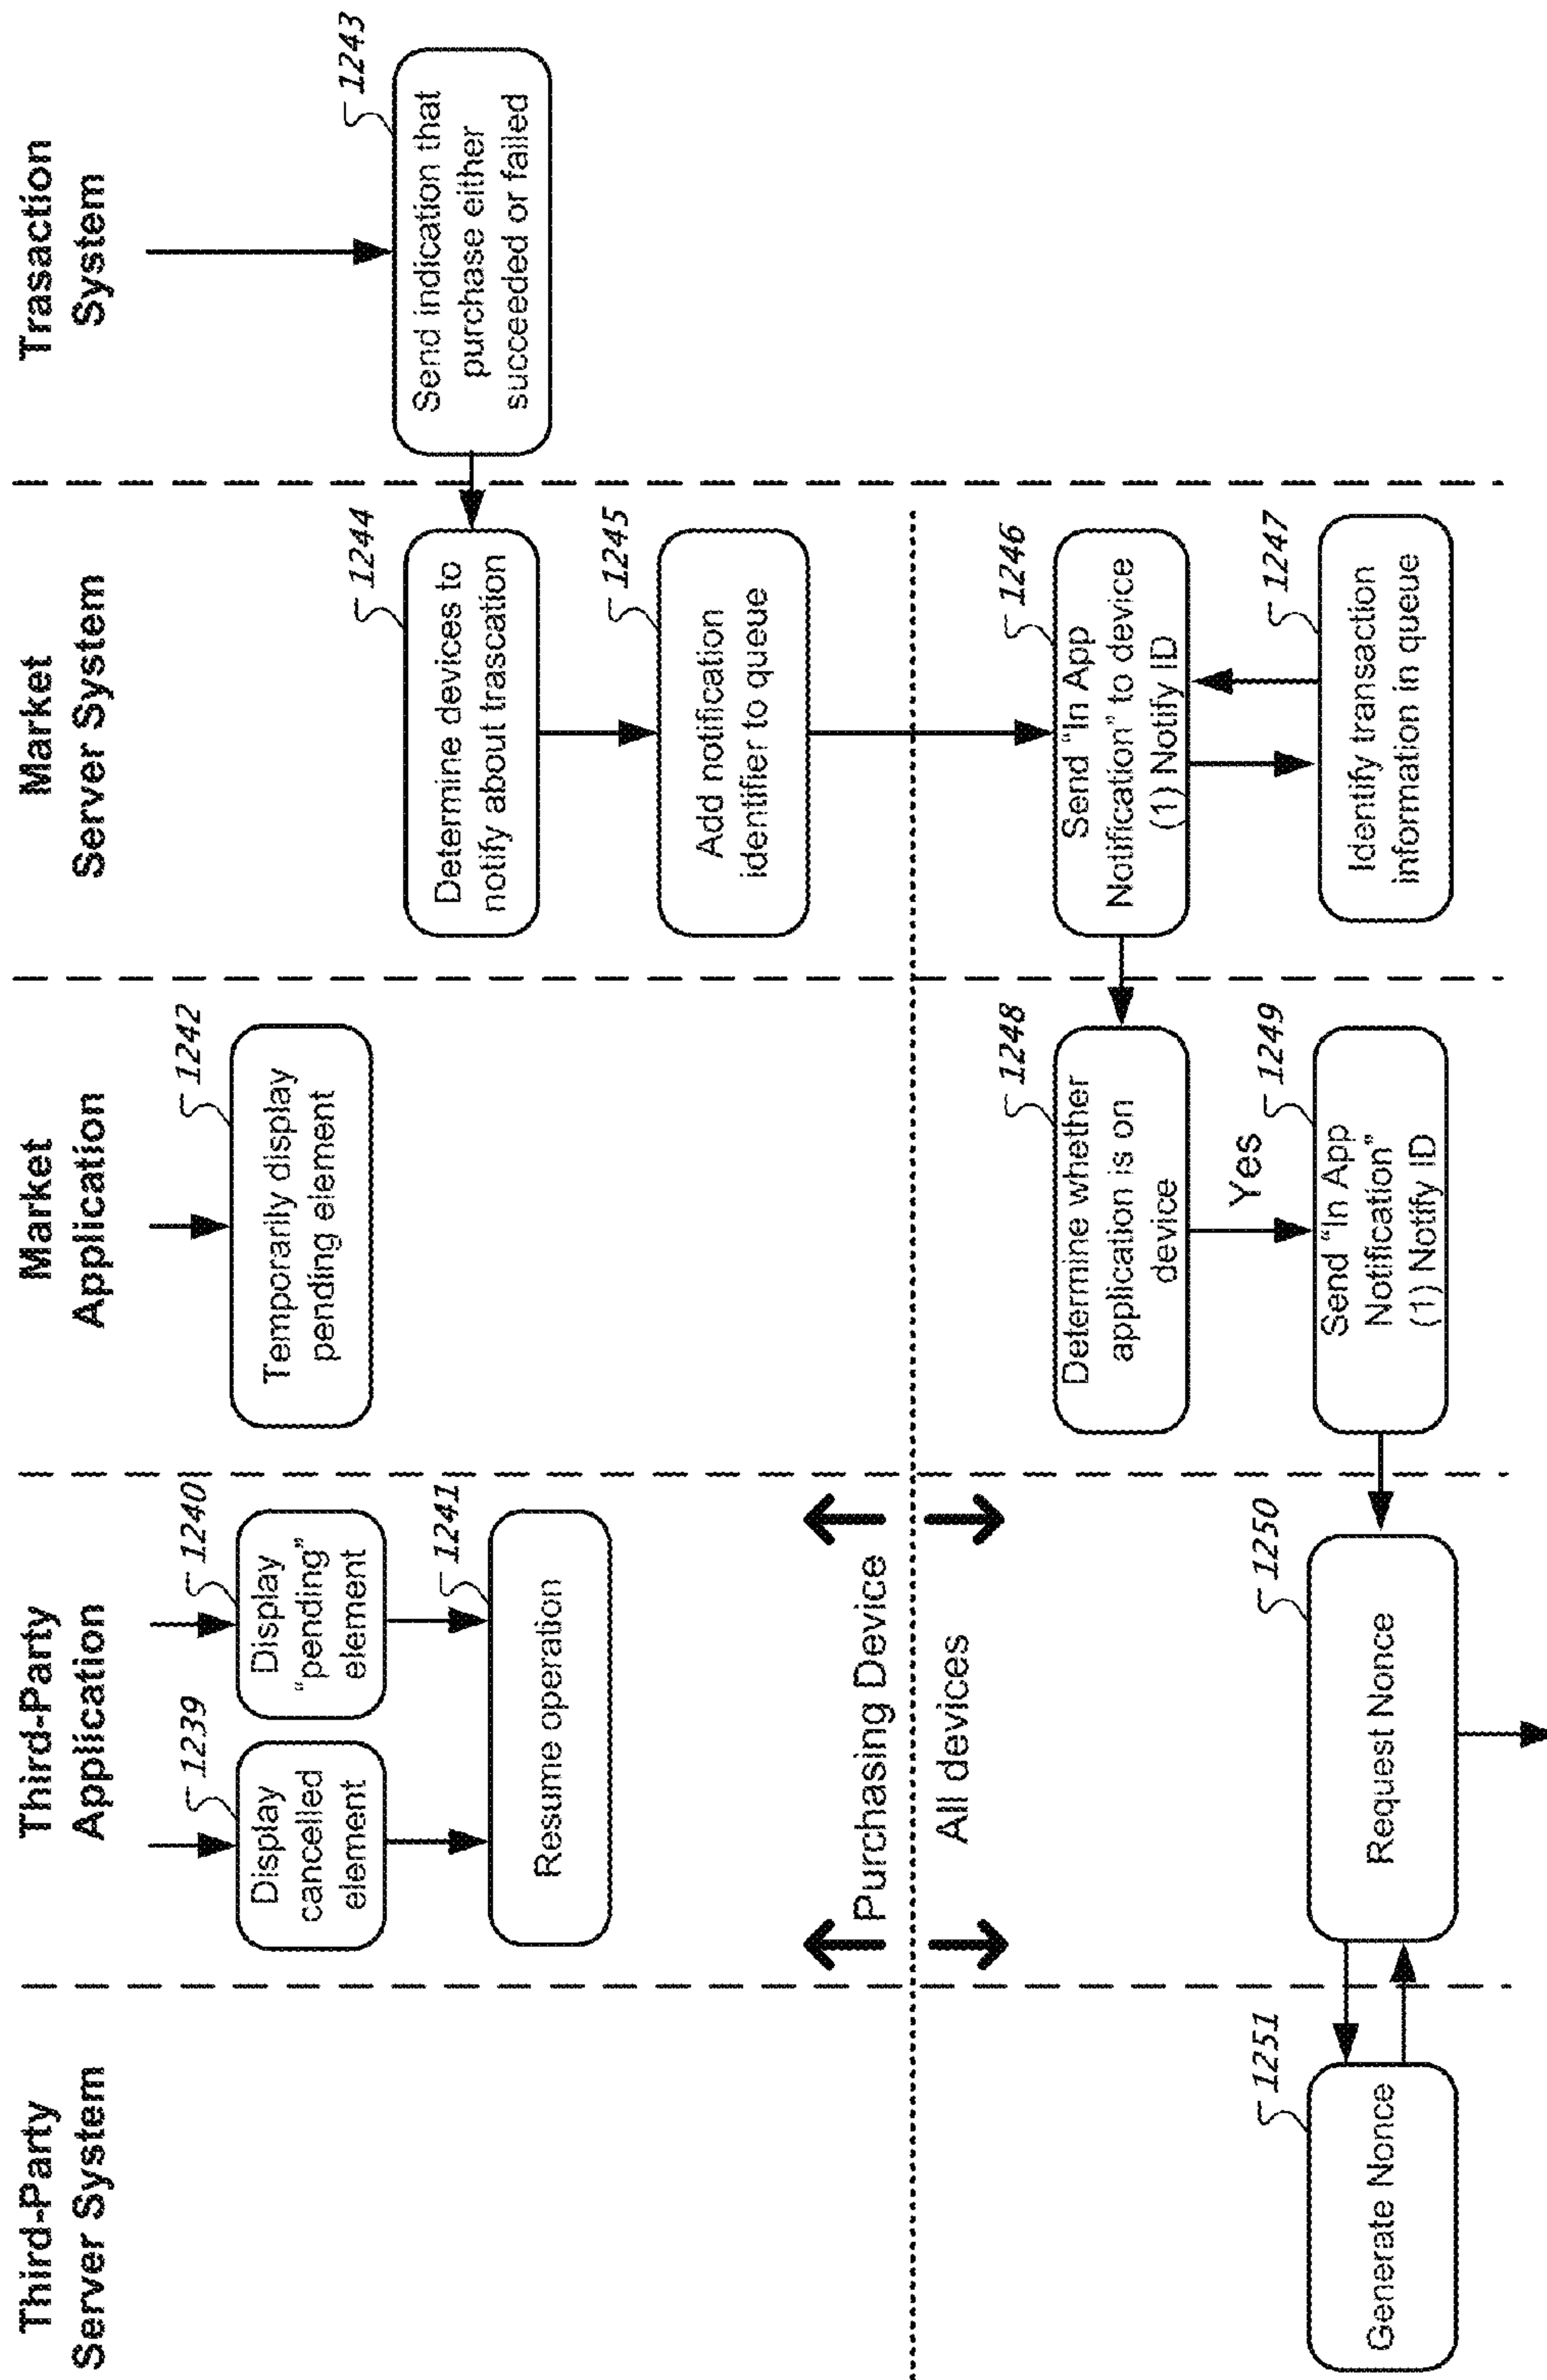 Third-Party
Server System
Third-Party
Application
Market
Application
Market
Server System
Trasaction
System
1239
Display
cancelled
element
1240
Display
“pending”
element
1241
Resume operation
1242
Temporarily display
pending element
1243
Send indication that
purchase either
succeeded or failed
1244
Determine devices to
notify about trascation
1245
Add notification
identifier to queue
Purchasing Device
All devices
1246
Send “In App
Notification” to device
(1) Notify ID
1247
Identify transaction
information in queue
1248
Determine whether
application is on
device
Yes
1249
Send “In App
Notification”
(1) Notify ID
1250
Request Nonce
1251
Generate Nonce